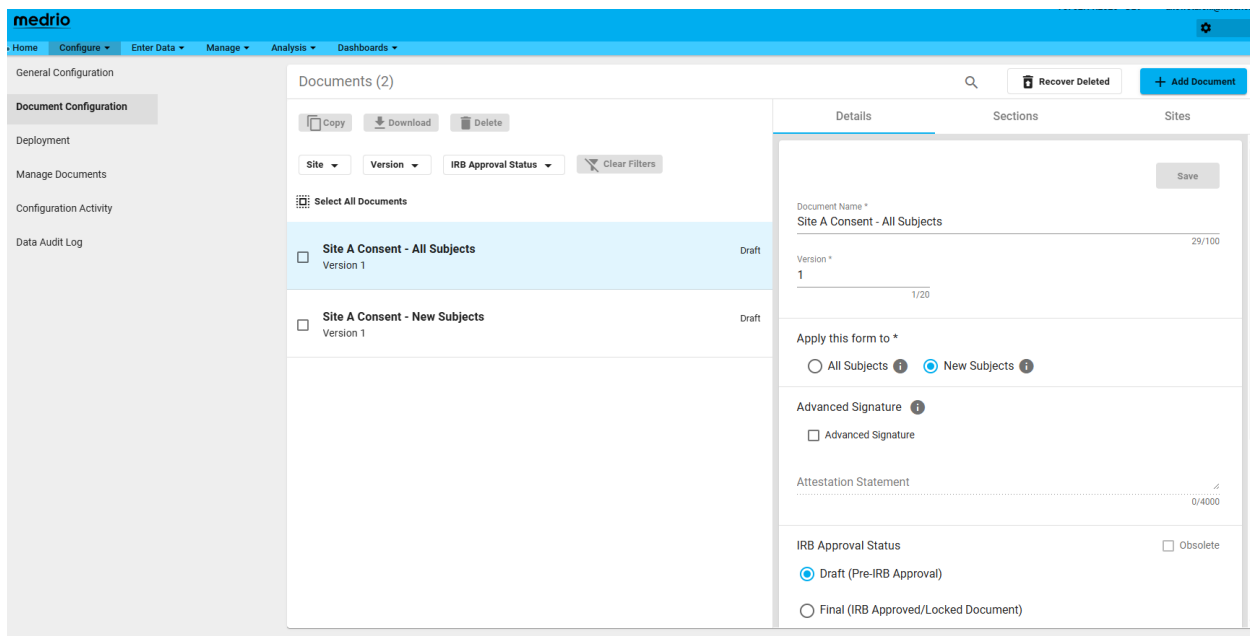 medrio
Home Configure Enter Data Manage Analysis Dashboards
General Configuration
Document Configuration
Deployment
Manage Documents
Configuration Activity
Data Audit Log
Documents (2)
Recover Deleted
+ Add Document
Copy Download Delete
Site Version IRB Approval Status Clear Filters
Select All Documents
Site A Consent - All Subjects
Draft
Version 1
Site A Consent - New Subjects
Draft
Version 1
Details Sections Sites
Save
Document Name *
Site A Consent - All Subjects
29/100
Version *
1
1/20
Apply this form to *
All Subjects i New Subjects i
Advanced Signature i
Advanced Signature
Attestation Statement
0/4000
IRB Approval Status
Obsolete
Draft (Pre-IRB Approval)
Final (IRB Approved/Locked Document)